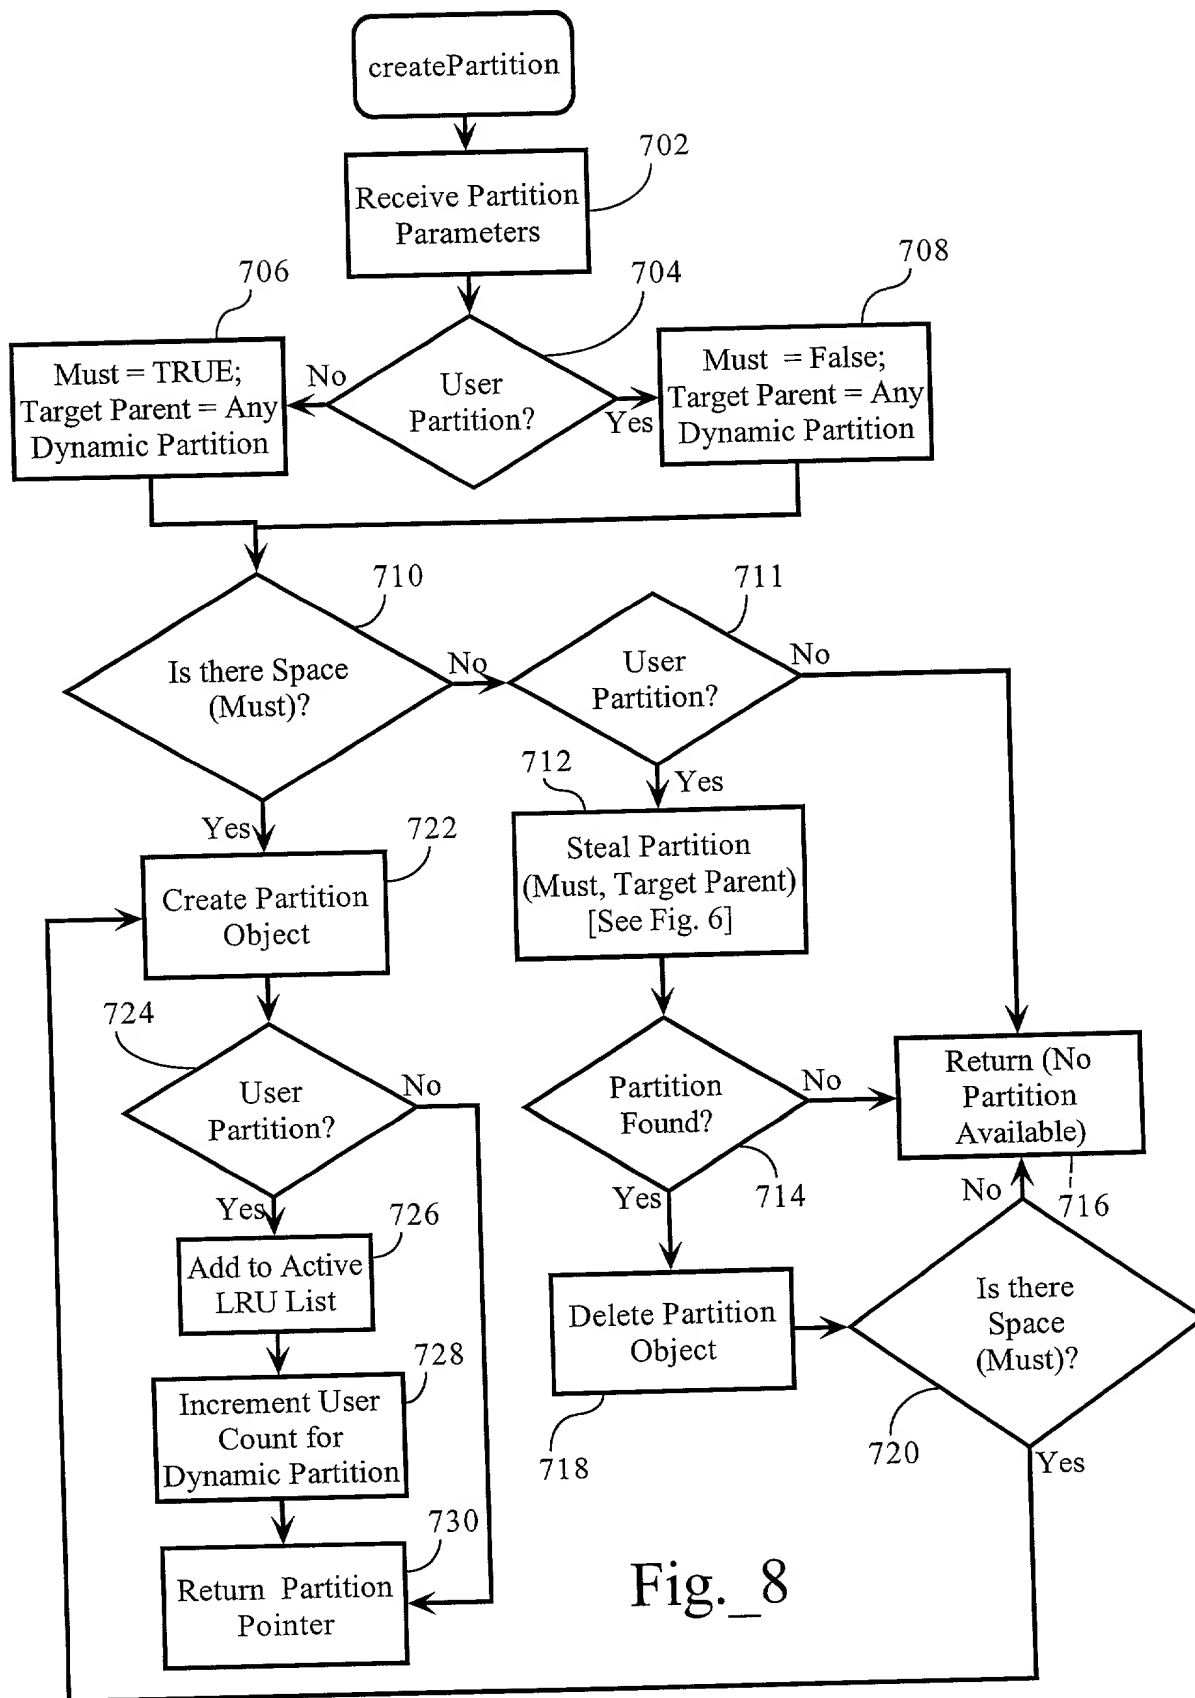 createPartition
702
Receive Partition
Parameters
706
704
708
Must = TRUE;
Target Parent = Any
Dynamic Partition
No
User
Partition?
Yes
Must = False;
Target Parent = Any
Dynamic Partition
710
711
Is there Space
(Must)?
No
User
Partition?
No
712
Yes
Yes
722
Steal Partition
(Must, Target Parent)
[See Fig. 6]
Create Partition
Object
724
User
Partition?
No
Partition
Found?
No
Return (No
Partition
Available)
714
716
Yes
Yes
No
726
Add to Active
LRU List
Delete Partition
Object
Is there
Space
(Must)?
728
Increment User
Count for
Dynamic Partition
718
720
Yes
730
Return Partition
Pointer
Fig._8